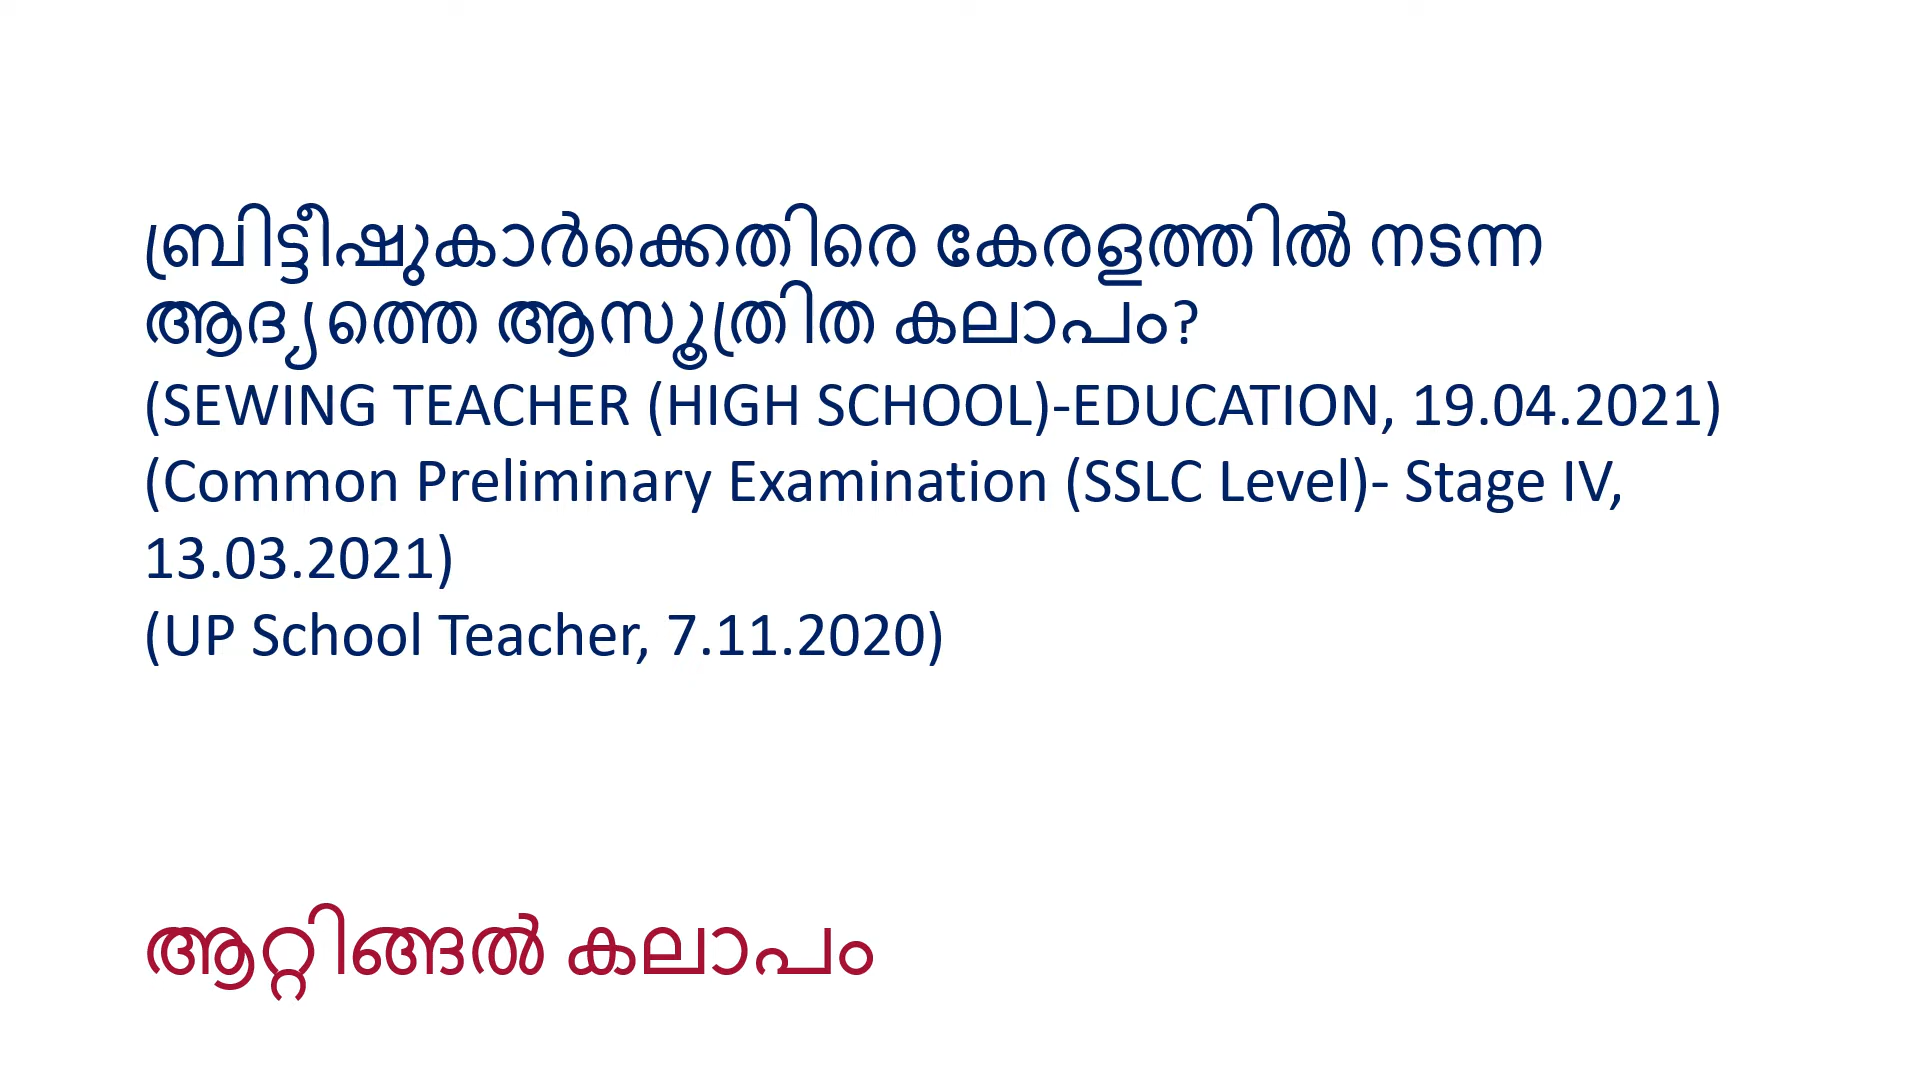 ബ്രിട്ടീഷുകാർക്കെതിരെ കേരളത്തിൽ നടന്ന
ആദ്യത്തെ ആസൂത്രിത കലാപം?
(SEWING TEACHER (HIGH SCHOOL)-EDUCATION, 19.04.2021)
(Common Preliminary Examination (SSLC Level)- Stage IV,
13.03.2021)
(UP School Teacher, 7.11.2020)
ആറ്റിങ്ങൽ കലാപം